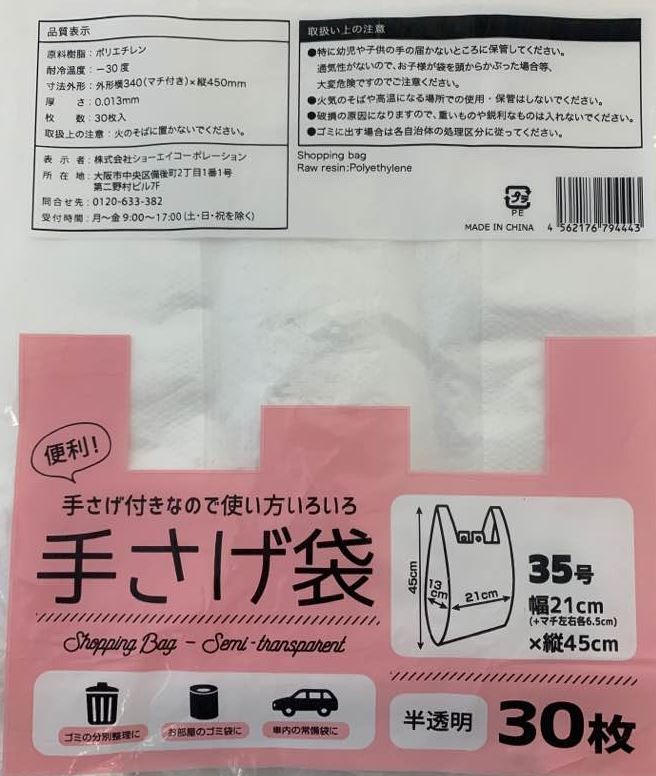 品質表示
原料樹脂:ポリエチレン
耐冷温度:-30度
寸法外形:外形横340(マチ付き)×縦450mm
厚 さ:0.013mm
枚 数:30枚入
取扱い上の注意:火のそばに置かないでください。
表示者:株式会社ショーエイコーポレーション
所在地:大阪市中央区備後町2丁目1番1号
第二野村ビル7F
問合せ先:0120-633-382
受付時間:月~金 9:00~17:00 (土・日・祝を除く)
取扱い上の注意
●特に幼児や子供の手の届かないところに保管してください。
通気性がないので、お子様が袋を頭からかぶった場合等、
大変危険ですのでご注意ください。
●火気のそばや高温になる場所での使用・保管はしないでください。
●破損の原因になりますので、重いものや鋭利なものは入れないでください。
●ゴミに出す場合は各自治体の処理区分に従ってください。
Shopping bag
Raw resin:Polyethylene
プラ
PE
MADE IN CHINA
4 562176 794443
便利!
手さげ付きなので使い方いろいろ
手さげ袋
Shopping Bag - Semi-transparent
ゴミの分別整理に
お部屋のゴミ袋に
車内の常備袋に
45cm
13cm
21cm
35号
幅21cm
(+マチ左右各6.5cm)
×縦45cm
半透明
30枚